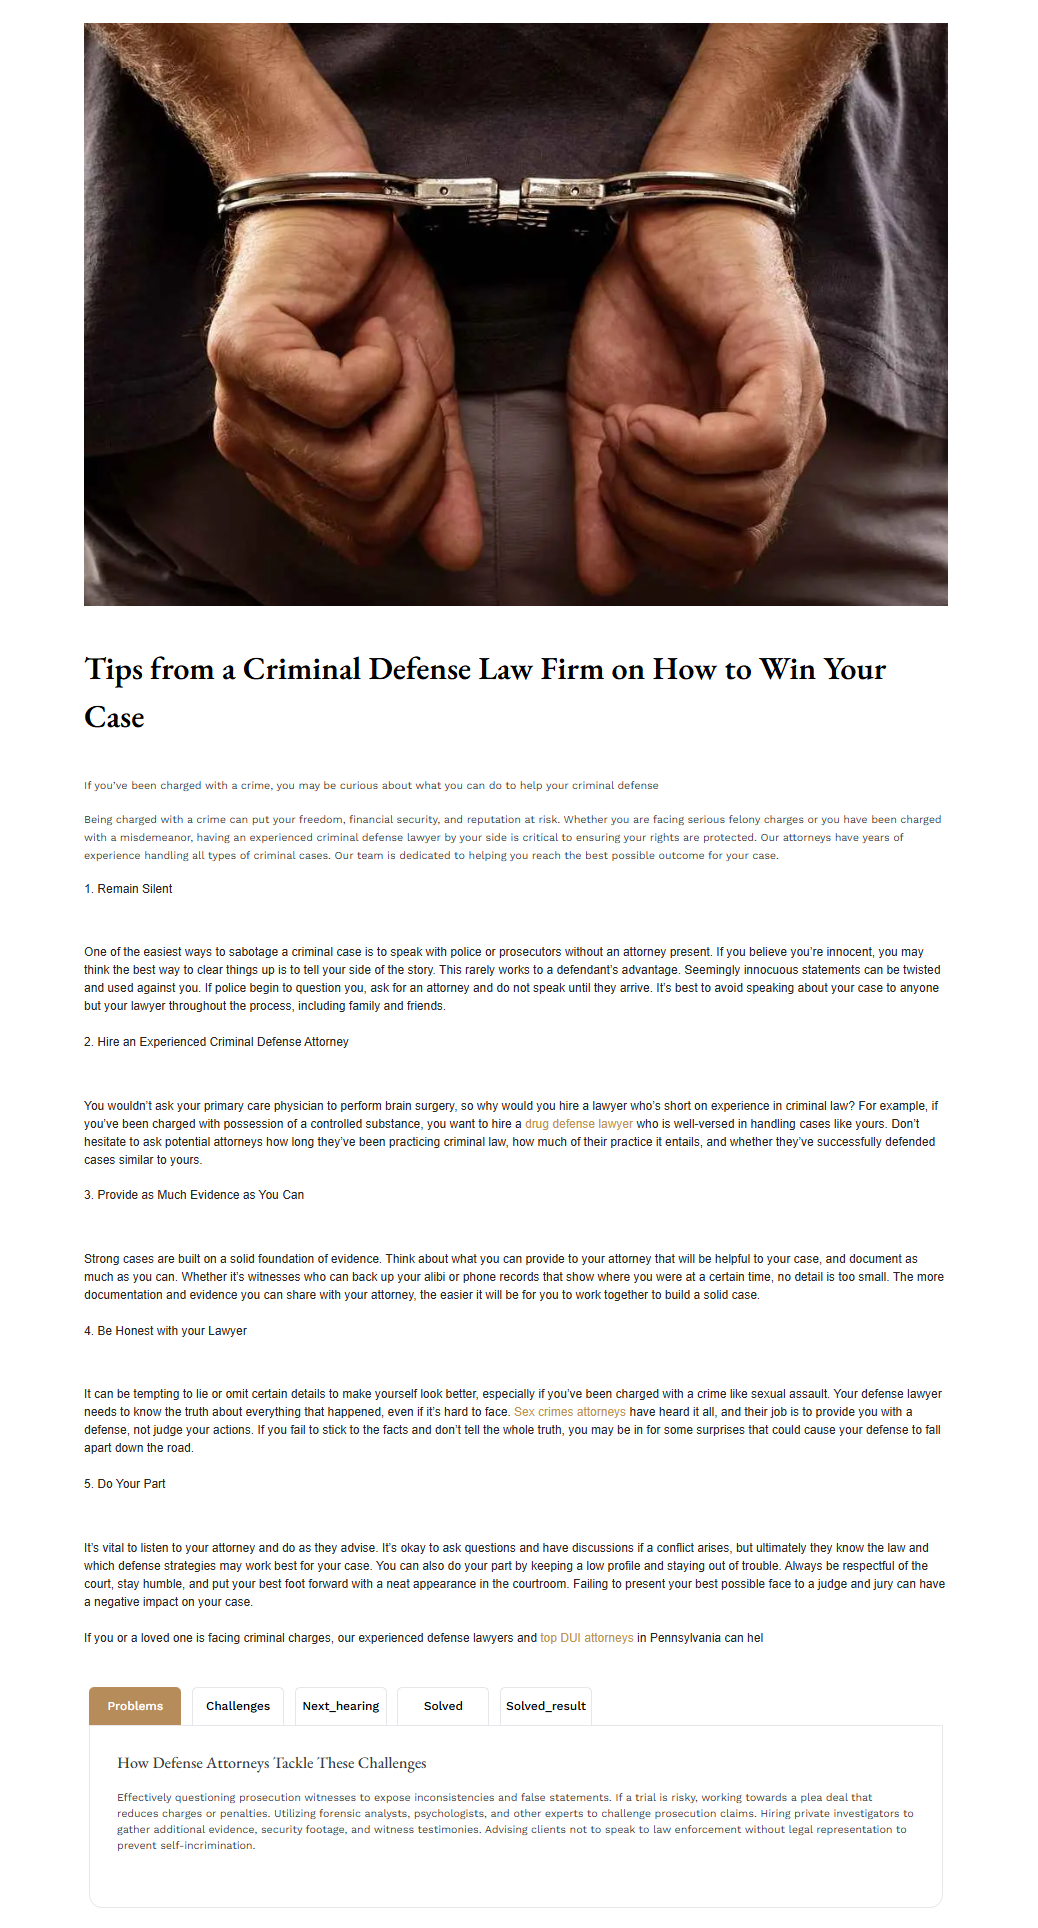 Tips from a Criminal Defense Law Firm on How to Win Your
Case
If you’ve been charged with a crime, you may be curious about what you can do to help your criminal defense
Being charged with a crime can put your freedom, financial security, and reputation at risk. Whether you are facing serious felony charges or you have been charged
with a misdemeanor, having an experienced criminal defense lawyer by your side is critical to ensuring your rights are protected. Our attorneys have years of
experience handling all types of criminal cases. Our team is dedicated to helping you reach the best possible outcome for your case.
1. Remain Silent
One of the easiest ways to sabotage a criminal case is to speak with police or prosecutors without an attorney present. If you believe you’re innocent, you may
think the best way to clear things up is to tell your side of the story. This rarely works to a defendant’s advantage. Seemingly innocuous statements can be twisted
and used against you. If police begin to question you, ask for an attorney and do not speak until they arrive. It’s best to avoid speaking about your case to anyone
but your lawyer throughout the process, including family and friends.
2. Hire an Experienced Criminal Defense Attorney
You wouldn’t ask your primary care physician to perform brain surgery, so why would you hire a lawyer who’s short on experience in criminal law? For example, if
you’ve been charged with possession of a controlled substance, you want to hire a drug defense lawyer who is well-versed in handling cases like yours. Don’t
hesitate to ask potential attorneys how long they’ve been practicing criminal law, how much of their practice it entails, and whether they’ve successfully defended
cases similar to yours.
3. Provide as Much Evidence as You Can
Strong cases are built on a solid foundation of evidence. Think about what you can provide to your attorney that will be helpful to your case, and document as
much as you can. Whether it’s witnesses who can back up your alibi or phone records that show where you were at a certain time, no detail is too small. The more
documentation and evidence you can share with your attorney, the easier it will be for you to work together to build a solid case.
4. Be Honest with your Lawyer
It can be tempting to lie or omit certain details to make yourself look better, especially if you’ve been charged with a crime like sexual assault. Your defense lawyer
needs to know the truth about everything that happened, even if it’s hard to face. Sex crimes attorneys have heard it all, and their job is to provide you with a
defense, not judge your actions. If you fail to stick to the facts and don’t tell the whole truth, you may be in for some surprises that could cause your defense to fall
apart down the road.
5. Do Your Part
It’s vital to listen to your attorney and do as they advise. It’s okay to ask questions and have discussions if a conflict arises, but ultimately they know the law and
which defense strategies may work best for your case. You can also do your part by keeping a low profile and staying out of trouble. Always be respectful of the
court, stay humble, and put your best foot forward with a neat appearance in the courtroom. Failing to present your best possible face to a judge and jury can have
a negative impact on your case.
If you or a loved one is facing criminal charges, our experienced defense lawyers and top DUI attorneys in Pennsylvania can hel
Problems Challenges Next_hearing Solved Solved_result
How Defense Attorneys Tackle These Challenges
Effectively questioning prosecution witnesses to expose inconsistencies and false statements. If a trial is risky, working towards a plea deal that
reduces charges or penalties. Utilizing forensic analysts, psychologists, and other experts to challenge prosecution claims. Hiring private investigators to
gather additional evidence, security footage, and witness testimonies. Advising clients not to speak to law enforcement without legal representation to
prevent self-incrimination.